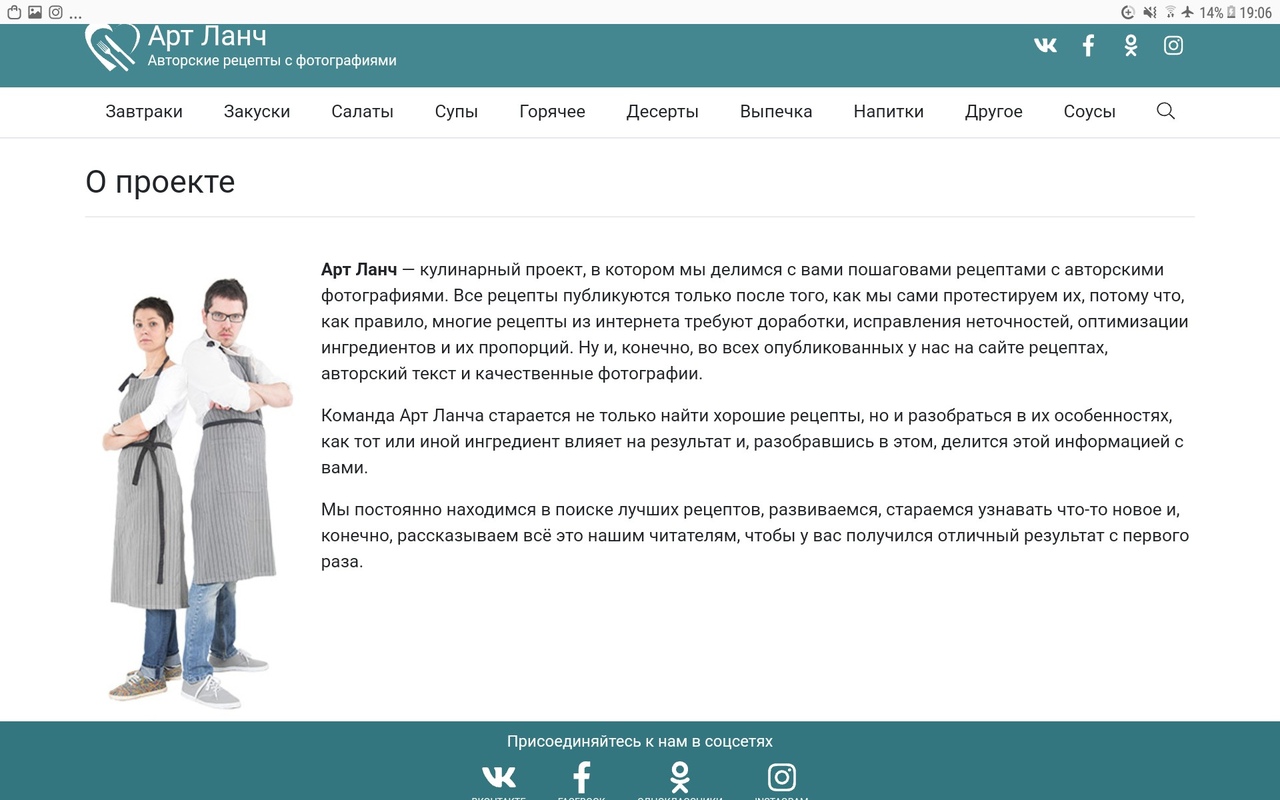 ...
14% 19:06
Арт Ланч
Авторские рецепты с фотографиями
Завтраки Закуски Салаты Супы Горячее Десерты Выпечка Напитки Другое Соусы
О проекте
Арт Ланч — кулинарный проект, в котором мы делимся с вами пошаговами рецептами с авторскими
фотографиями. Все рецепты публикуются только после того, как мы сами протестируем их, потому что,
как правило, многие рецепты из интернета требуют доработки, исправления неточностей, оптимизации
ингредиентов и их пропорций. Ну и, конечно, во всех опубликованных у нас на сайте рецептах,
авторский текст и качественные фотографии.
Команда Арт Ланча старается не только найти хорошие рецепты, но и разобраться в их особенностях,
как тот или иной ингредиент влияет на результат и, разобравшись в этом, делится этой информацией с
вами.
Мы постоянно находимся в поиске лучших рецептов, развиваемся, стараемся узнавать что-то новое и,
конечно, рассказываем всё это нашим читателям, чтобы у вас получился отличный результат с первого
раза.
Присоединяйтесь к нам в соцсетях